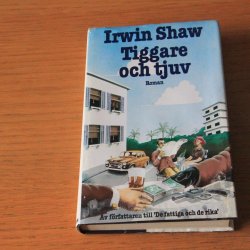 Irwin Shaw
Tiggare
och tjuv
Roman
Av författaren till 'De fattiga och de rika'